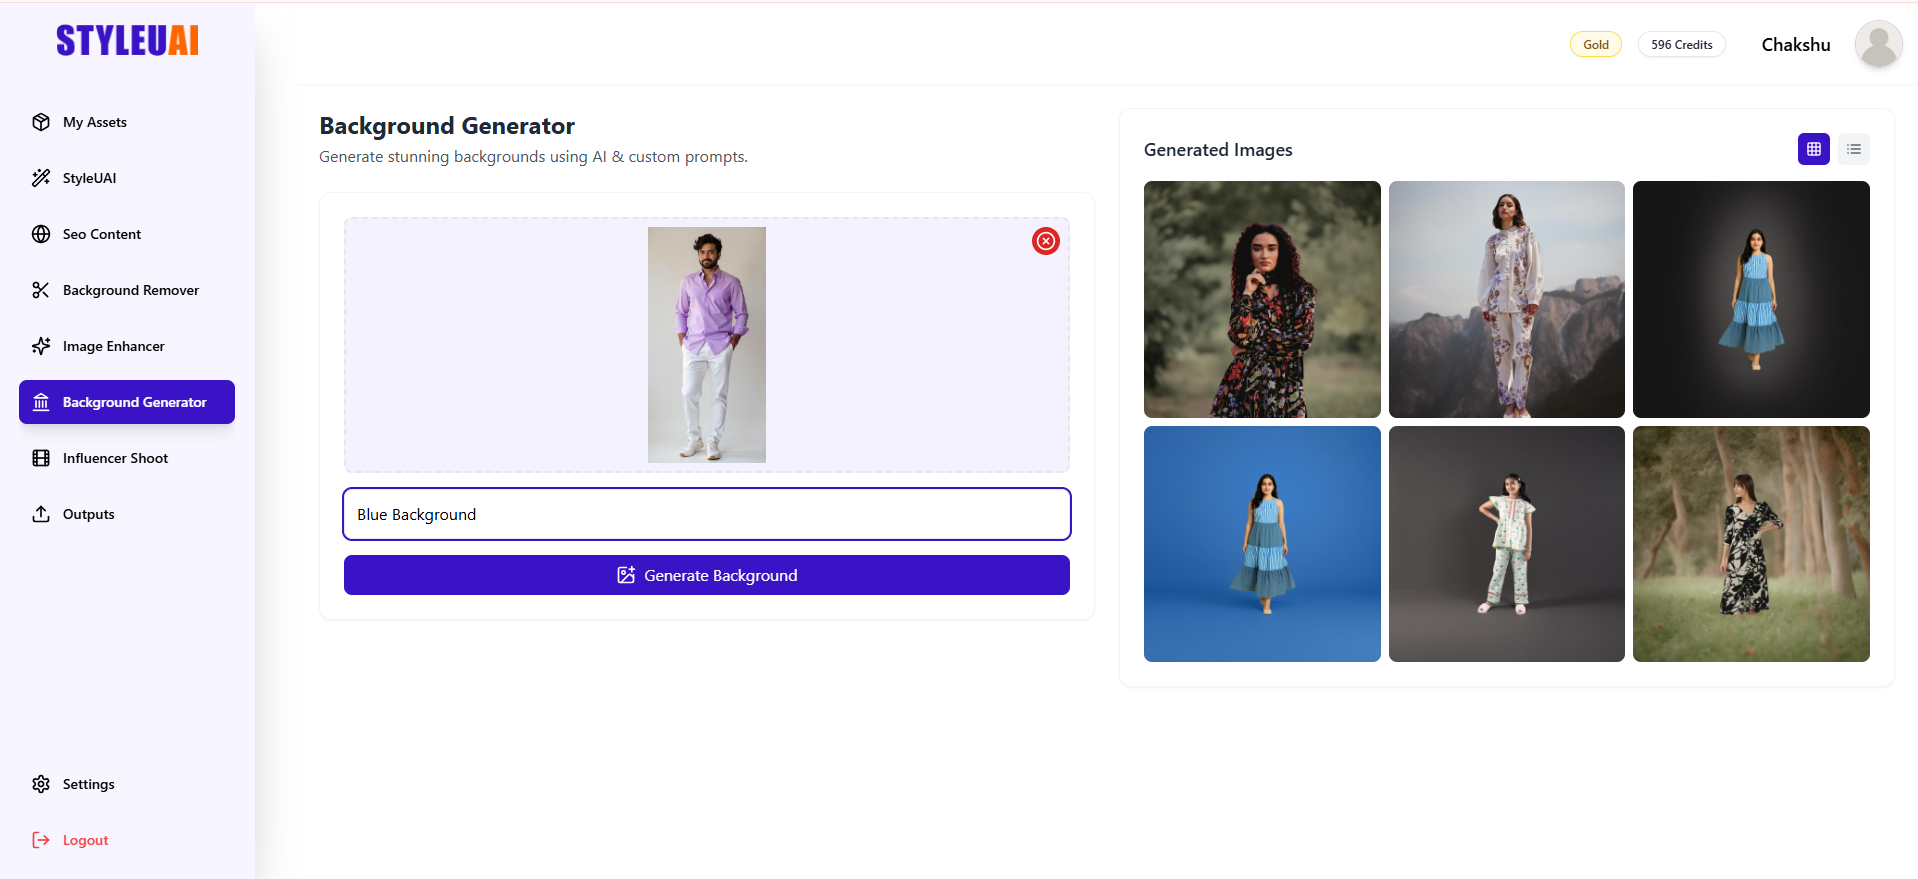 STYLEUAI
My Assets
StyleUAI
Seo Content
Background Remover
Image Enhancer
Background Generator
Influencer Shoot
Outputs
Settings
Logout
Gold
596 Credits
Chakshu
Background Generator
Generate stunning backgrounds using AI & custom prompts.
Blue Background
Generate Background
Generated Images